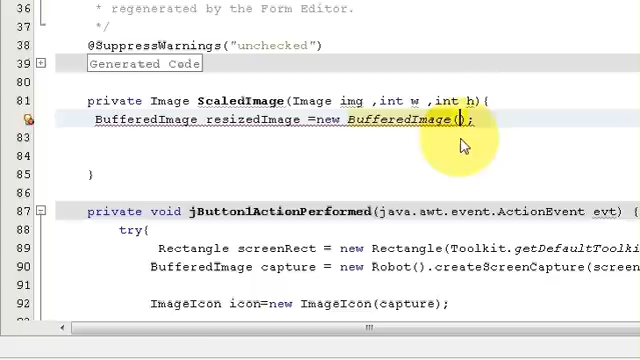 36 * regenerated by the Form Editor.
37 */
38 @SuppressWarnings("unchecked")
39 Generated Code
80
81 private Image ScaledImage(Image img ,int w ,int h){
BufferedImage resizedImage =new BufferedImage();
83
84
85 }
86
87 private void jButton1ActionPerformed(java.awt.event.ActionEvent evt) {
88 try{
89 Rectangle screenRect = new Rectangle(Toolkit.getDefaultToolki
90 BufferedImage capture = new Robot().createScreenCapture(screen
91
92 ImageIcon icon=new ImageIcon(capture);